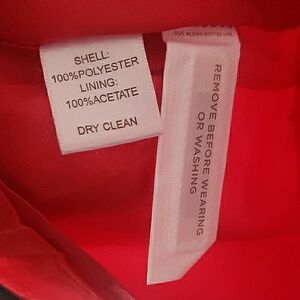 SHELL:
100%POLYESTER
LINING:
100%ACETATE
DRY CLEAN
REMOVE BEFORE WEARING
OR WASHING